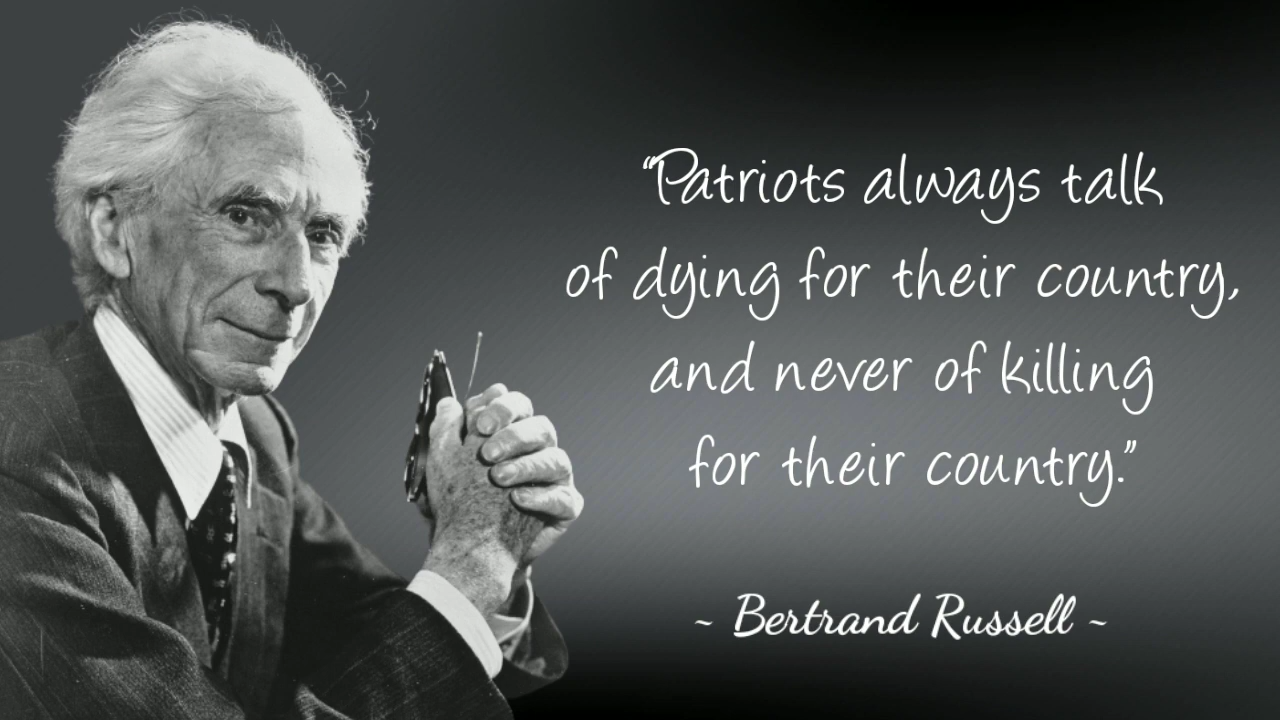 “Patriots always talk
of dying for their country,
and never of killing
for their country.”
~ Bertrand Russell ~